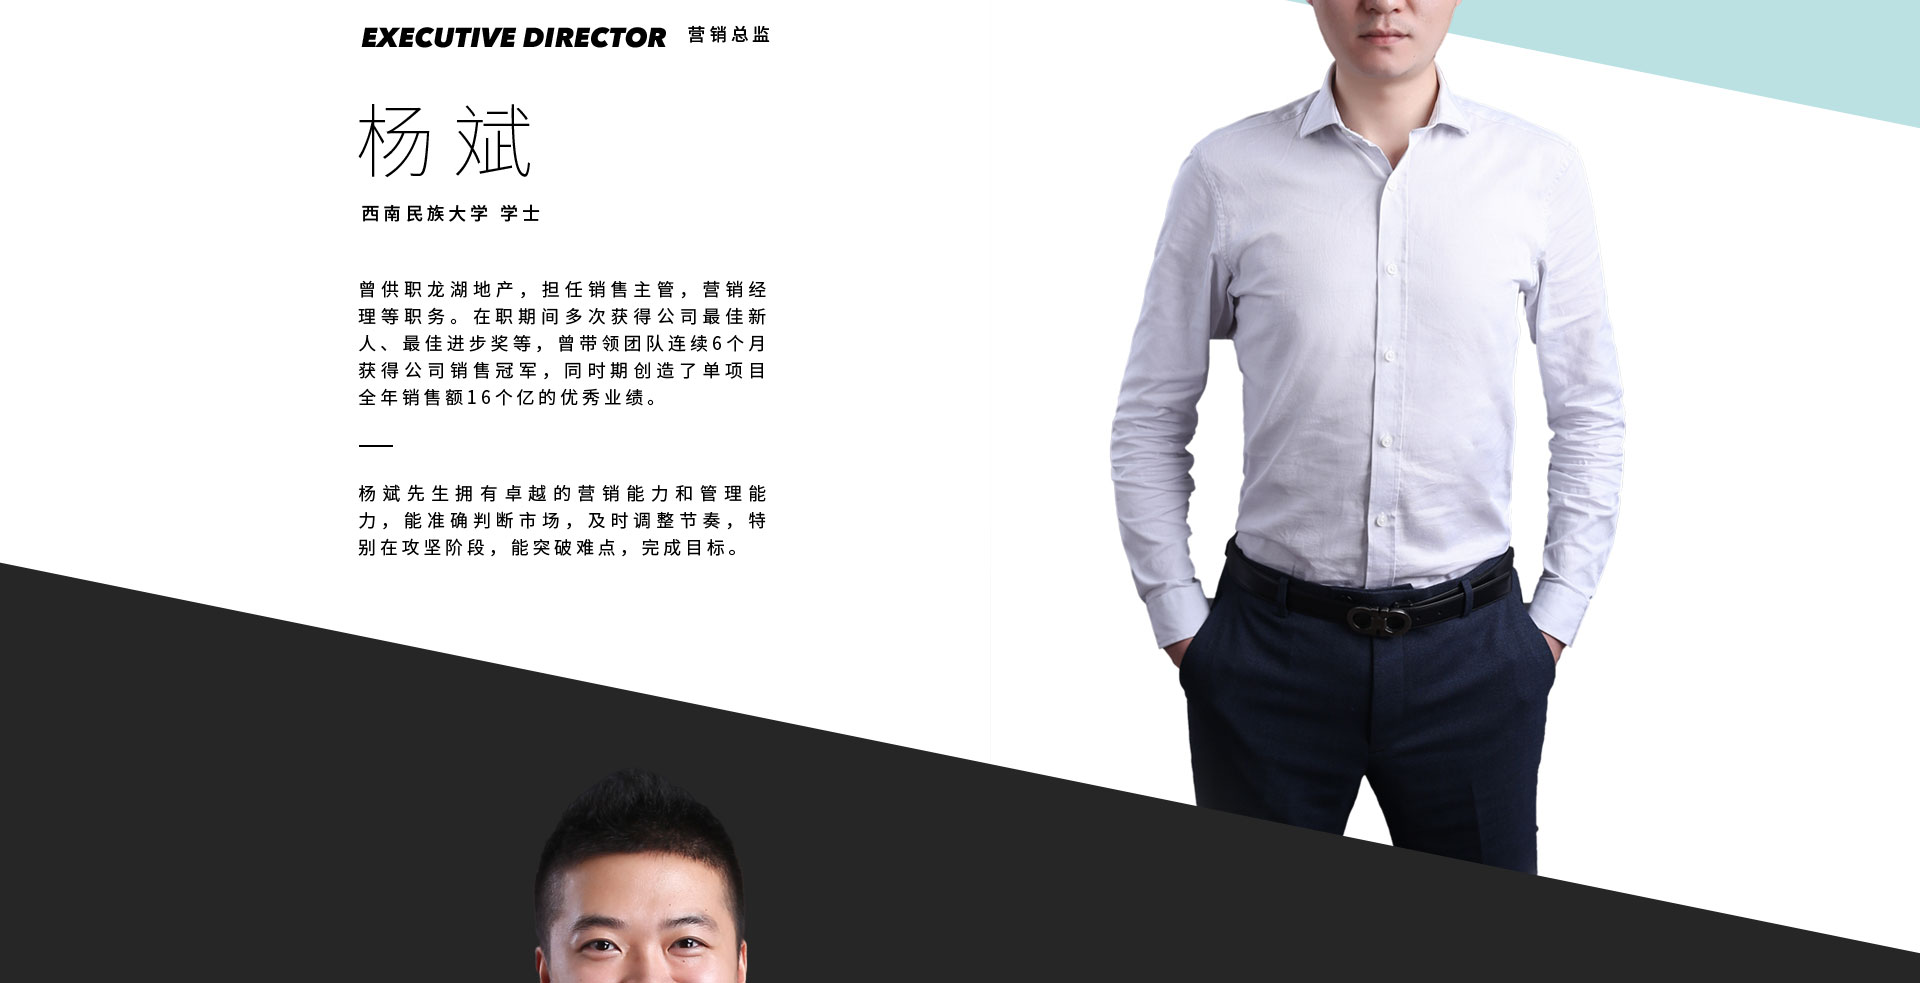 EXECUTIVE DIRECTOR 营销总监
杨斌
西南民族大学 学士
曾供职龙湖地产，担任销售主管，营销经
理等职务。在职期间多次获得公司最佳新
人、最佳进步奖等，曾带领团队连续6个月
获得公司销售冠军，同时期创造了单项目
全年销售额16个亿的优秀业绩。
杨斌先生拥有卓越的营销能力和管理能
力，能准确判断市场，及时调整节奏，特
别在攻坚阶段，能突破难点，完成目标。